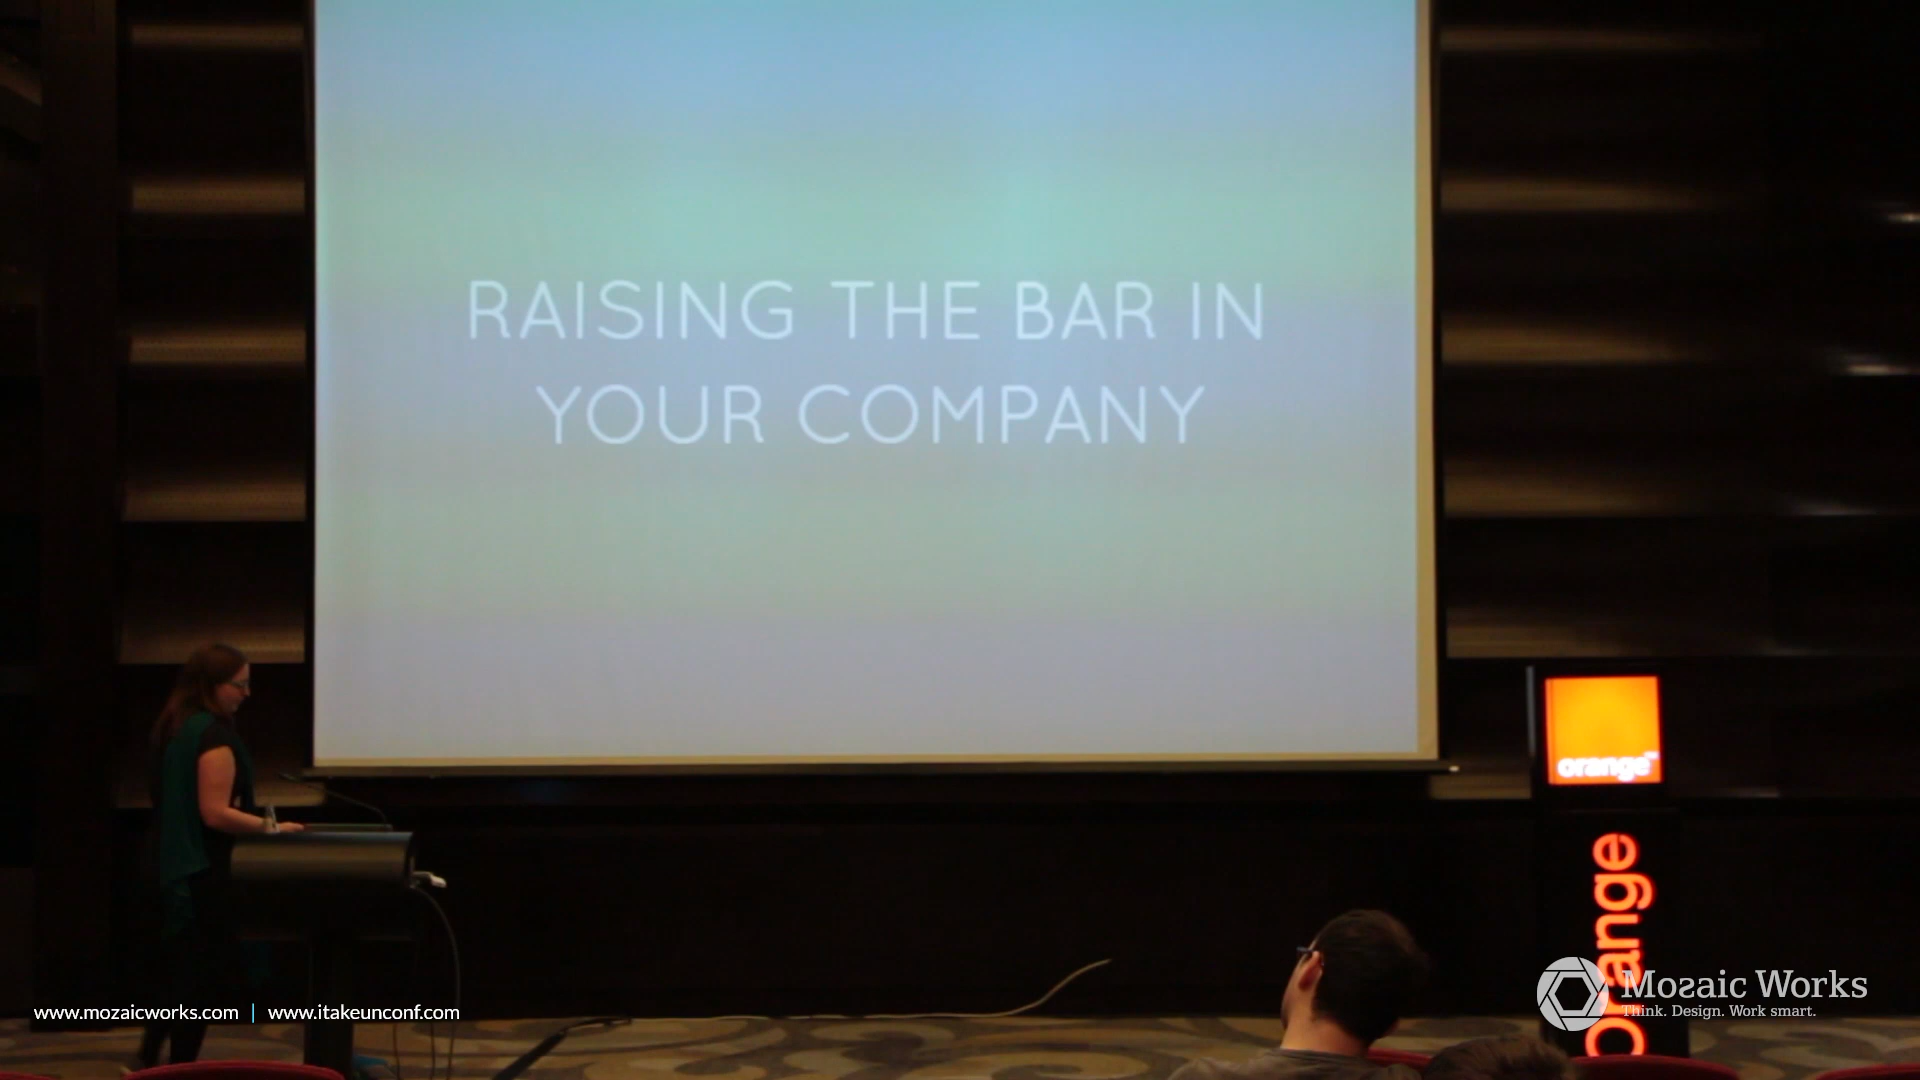 RAISING THE BAR IN
YOUR COMPANY
orange™
orange
www.mozaicworks.com | www.itakeunconf.com
Mozaic Works
Think. Design. Work smart.